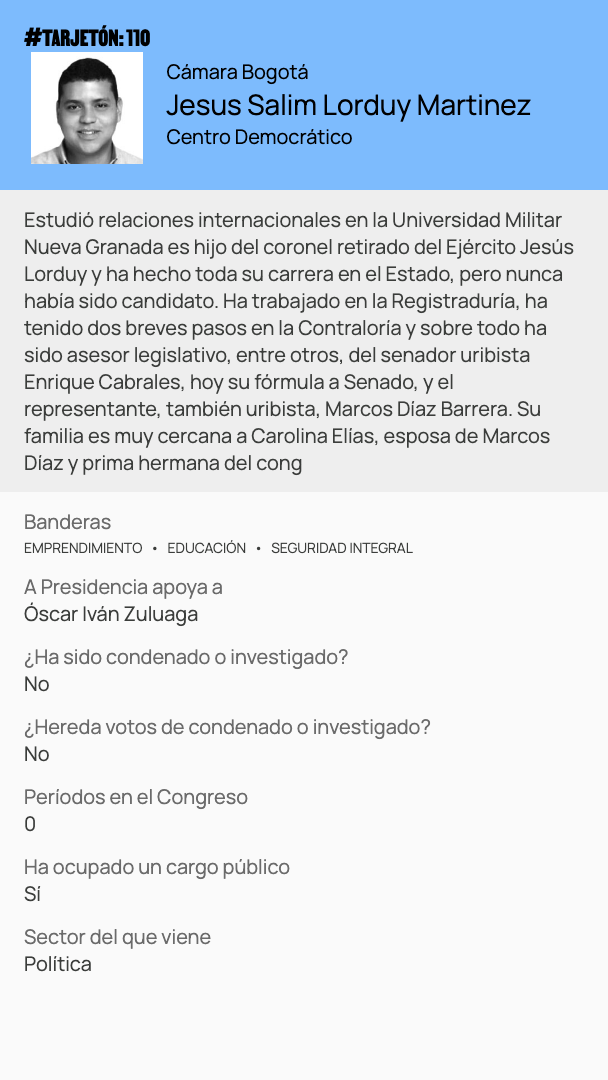 #TARJETÓN: 110
Cámara Bogotá
Jesus Salim Lorduy Martinez
Centro Democrático
Estudió relaciones internacionales en la Universidad Militar
Nueva Granada es hijo del coronel retirado del Ejército Jesús
Lorduy y ha hecho toda su carrera en el Estado, pero nunca
había sido candidato. Ha trabajado en la Registraduría, ha
tenido dos breves pasos en la Contraloría y sobre todo ha
sido asesor legislativo, entre otros, del senador uribista
Enrique Cabrales, hoy su fórmula a Senado, y el
representante, también uribista, Marcos Díaz Barrera. Su
familia es muy cercana a Carolina Elías, esposa de Marcos
Díaz y prima hermana del cong
Banderas
EMPRENDIMIENTO • EDUCACIÓN • SEGURIDAD INTEGRAL
A Presidencia apoya a
Óscar Iván Zuluaga
¿Ha sido condenado o investigado?
No
¿Hereda votos de condenado o investigado?
No
Períodos en el Congreso
0
Ha ocupado un cargo público
Sí
Sector del que viene
Política